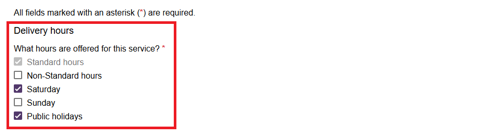 All fields marked with an asterisk (*) are required.
Delivery hours
What hours are offered for this service? *
Standard hours
Non-Standard hours
Saturday
Sunday
Public holidays